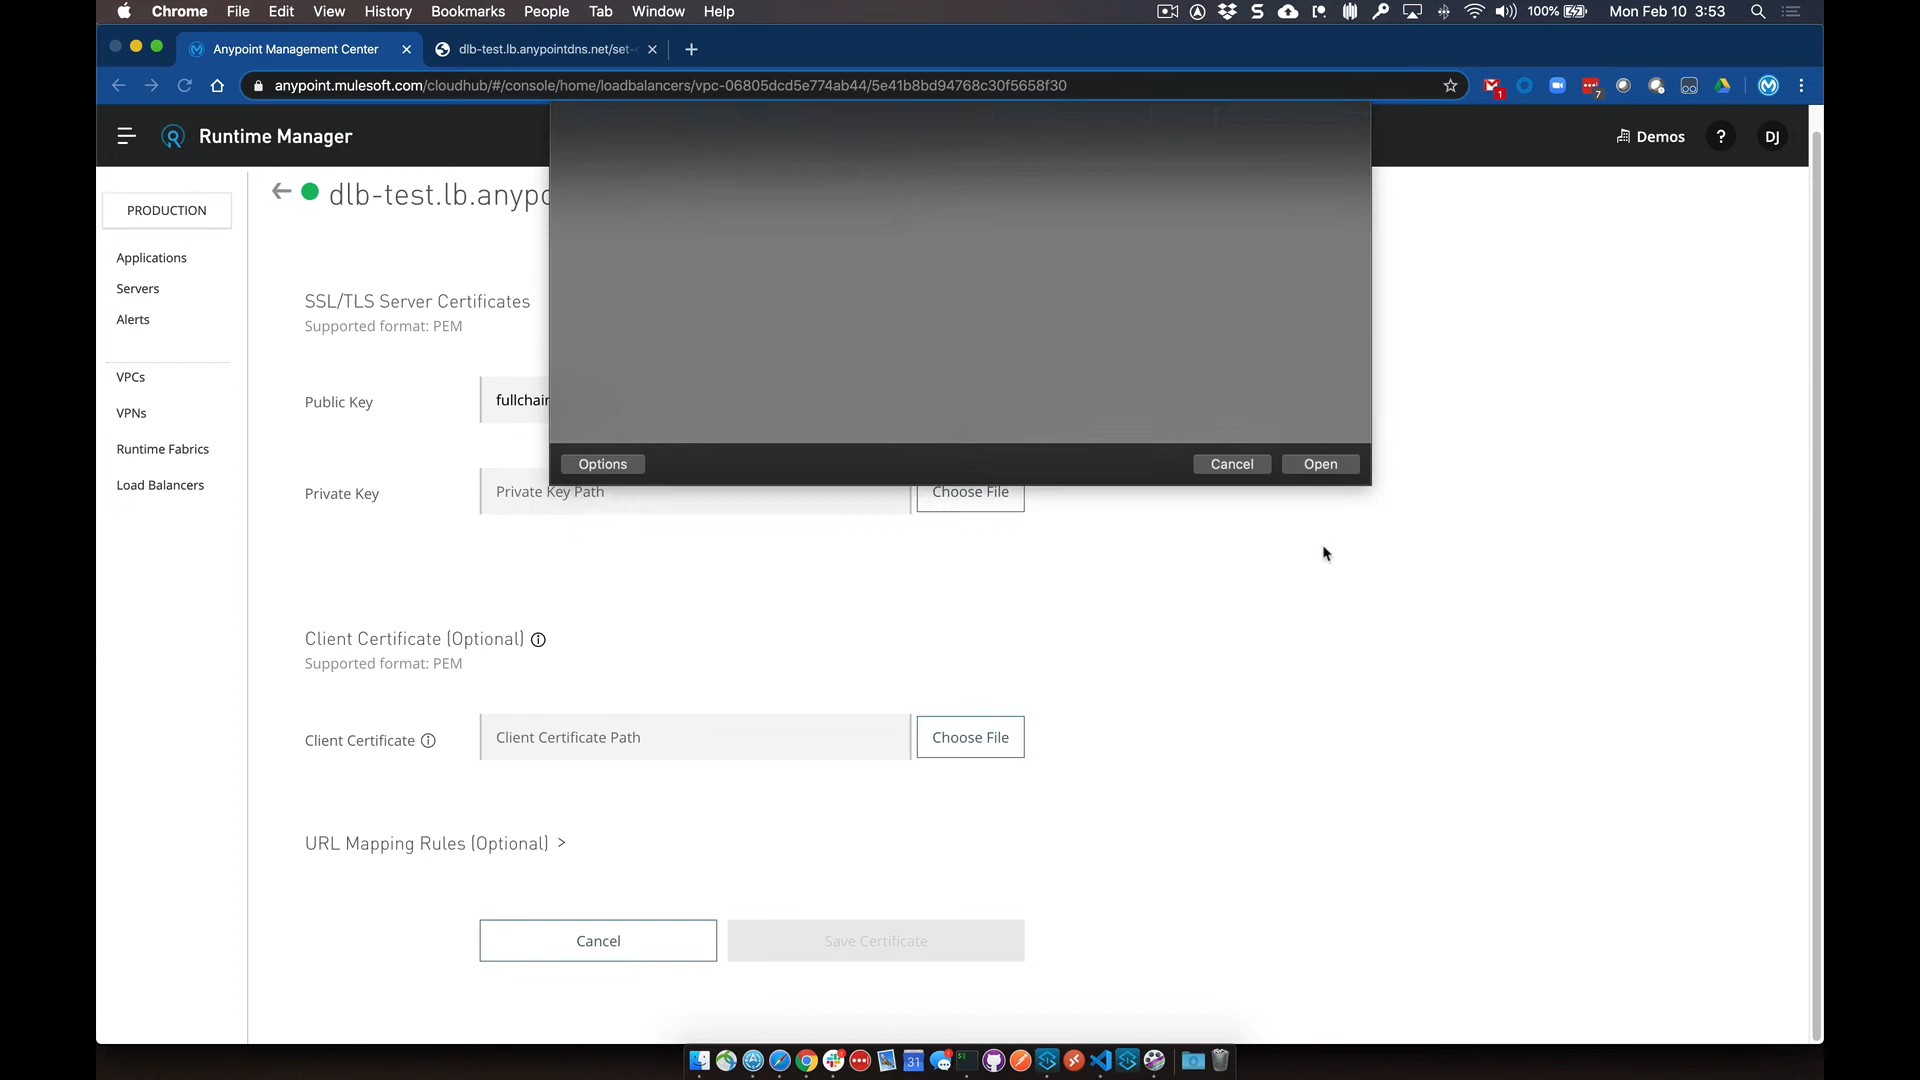 Chrome File Edit View History Bookmarks People Tab Window Help 100% Mon Feb 10 3:53
Anypoint Management Center dlb-test.lb.anypointdns.net/set-
anypoint.mulesoft.com/cloudhub/#/console/home/loadbalancers/vpc-06805dcd5e774ab44/5e41b8bd94768c30f5658f30 1 7
Runtime Manager Demos ? DJ
PRODUCTION
Applications
Servers
Alerts
VPCs
VPNs
Runtime Fabrics
Load Balancers
dlb-test.lb.anypo
SSL/TLS Server Certificates
Supported format: PEM
Public Key fullchain
Options Cancel Open
Private Key Private Key Path Choose File
Client Certificate (Optional)
Supported format: PEM
Client Certificate Client Certificate Path Choose File
URL Mapping Rules (Optional) >
Cancel Save Certificate
31